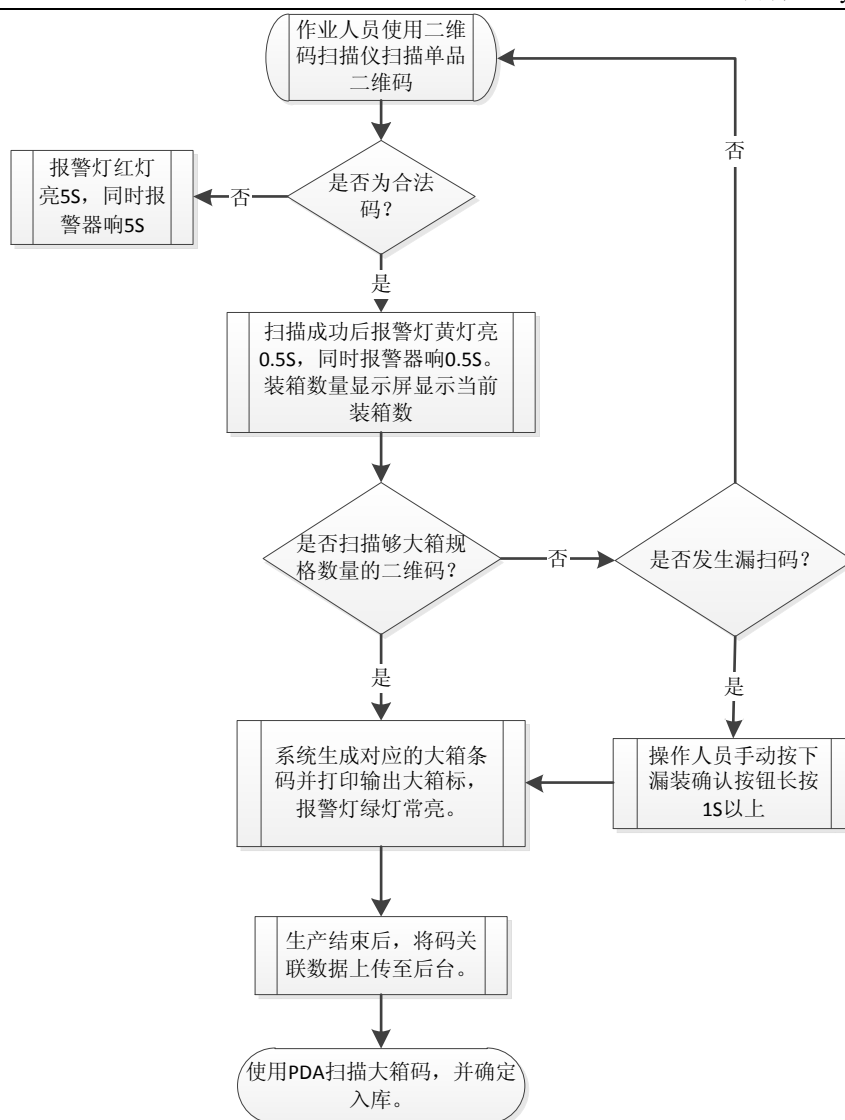 作业人员使用二维
码扫描仪扫描单品
二维码
否
报警灯红灯
亮5S，同时报
警器响5S
否
是否为合法
码？
是
扫描成功后报警灯黄灯亮
0.5S，同时报警器响0.5S。
装箱数量显示屏显示当前
装箱数
是否扫描够大箱规
格数量的二维码？
否
是否发生漏扫码？
是
是
系统生成对应的大箱条
码并打印输出大箱标，
报警灯绿灯常亮。
操作人员手动按下
漏装确认按钮长按
1S以上
生产结束后，将码关
联数据上传至后台。
使用PDA扫描大箱码，并确定
入库。